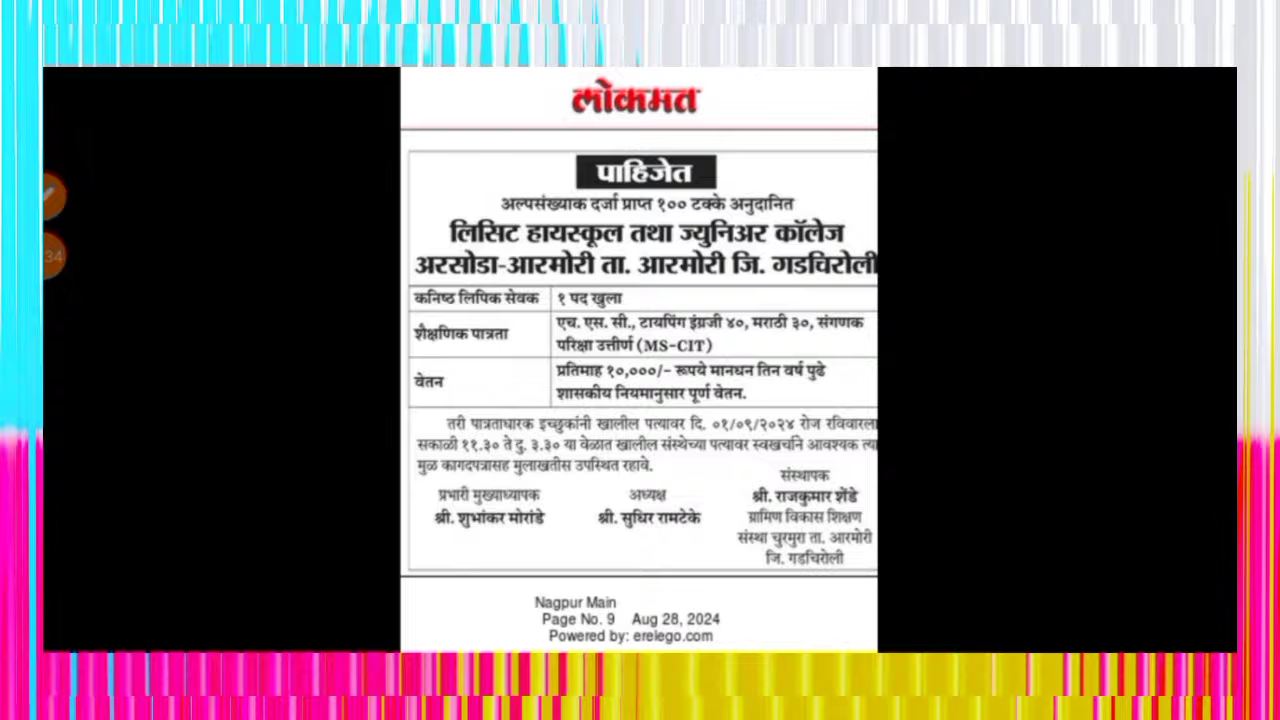 लोकमत
पाहिजेत
अल्पसंख्याक दर्जा प्राप्त १०० टक्के अनुदानित
लिसिट हायस्कूल तथा ज्युनिअर कॉलेज
अरसोडा-आरमोरी ता. आरमोरी जि. गडचिरोली
कनिष्ठ लिपिक सेवक १ पद खुला
शैक्षणिक पात्रता एच. एस. सी., टायपिंग इंग्रजी ४०, मराठी ३०, संगणक
परिक्षा उत्तीर्ण (MS-CIT)
वेतन प्रतिमाह १०,०००/- रूपये मानधन तिन वर्ष पुढे
शासकीय नियमानुसार पूर्ण वेतन.
तरी पात्रताधारक इच्छुकांनी खालील पत्यावर दि. ०१/०९/२०२४ रोज रविवारला
सकाळी ११.३० ते दु. ३.३० या वेळात खालील संस्थेच्या पत्यावर स्वखर्चाने आवश्यक त्या
मुळ कागदपत्रासह मुलाखतीस उपस्थित रहावे.
संस्थापक
प्रभारी मुख्याध्यापक अध्यक्ष श्री. राजकुमार शेंडे
श्री. शुभांकर मोरांडे श्री. सुधिर रामटेके ग्रामिण विकास शिक्षण
संस्था चुरमुरा ता. आरमोरी
जि. गडचिरोली
Nagpur Main
Page No. 9 Aug 28, 2024
Powered by: erelego.com
34